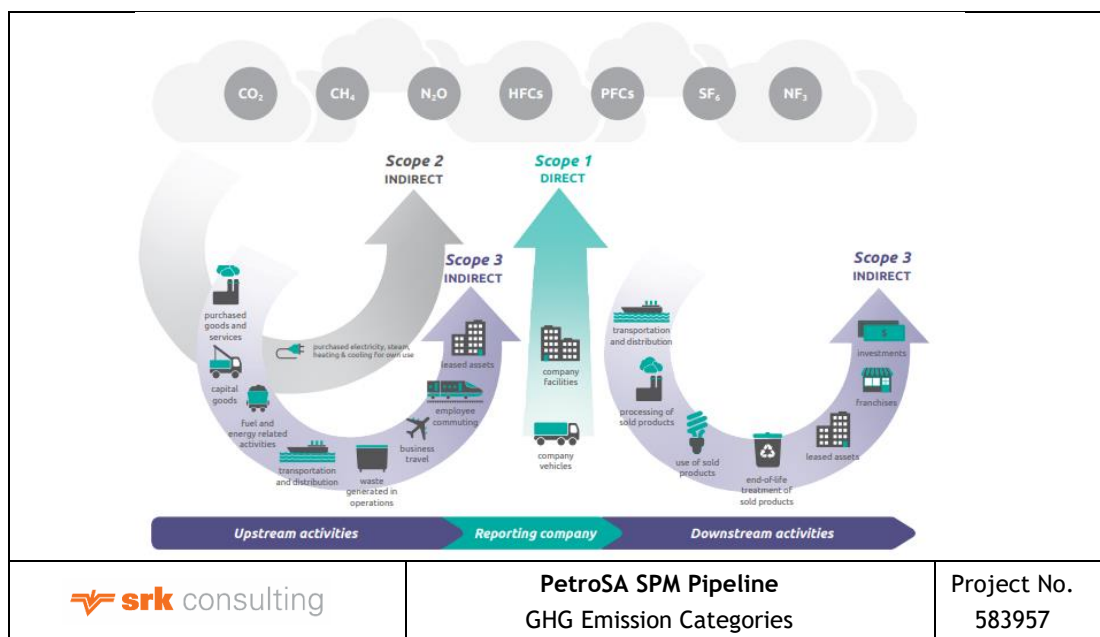 CO₂
CH₄
N₂O
HFCs
PFCs
SF₆
NF₃
Scope 2
INDIRECT
Scope 1
DIRECT
Scope 3
INDIRECT
Scope 3
INDIRECT
purchased
goods and
services
purchased electricity, steam,
heating & cooling for own use
capital
goods
fuel and
energy related
activities
transportation
and distribution
waste
generated in
operations
business
travel
employee
commuting
leased assets
company
facilities
company
vehicles
transportation
and distribution
processing of
sold products
use of sold
products
end-of-life
treatment of
sold products
leased assets
franchises
$
investments
Upstream activities
Reporting company
Downstream activities
srk consulting
PetroSA SPM Pipeline
GHG Emission Categories
Project No.
583957